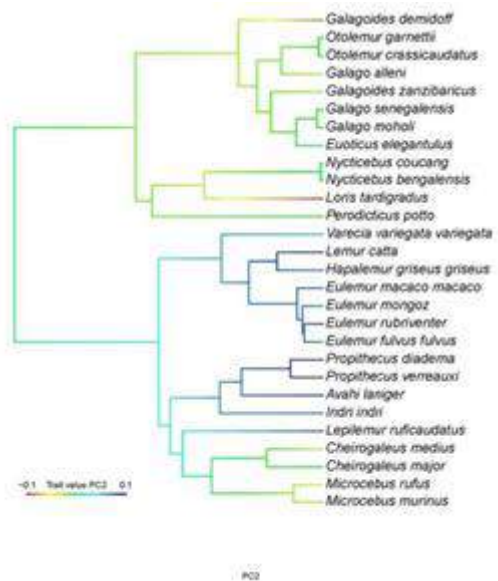 Galagoides demidoff
Otolemur garnettii
Otolemur crassicaudatus
Galago alleni
Galagoides zanzibaricus
Galago senegalensis
Galago moholi
Euoticus elegantulus
Nycticebus coucang
Nycticebus bengalensis
Loris tardigradus
Perodicticus potto
Varecia variegata variegata
Lemur catta
Hapalemur griseus griseus
Eulemur macaco macaco
Eulemur mongoz
Eulemur rubriventer
Eulemur fulvus fulvus
Propithecus diadema
Propithecus verreauxi
Avahi laniger
Indri indri
Lepilemur ruficaudatus
Cheirogaleus medius
Cheirogaleus major
Microcebus rufus
Microcebus murinus
-0.1 Trait value PC2 0.1
PC2